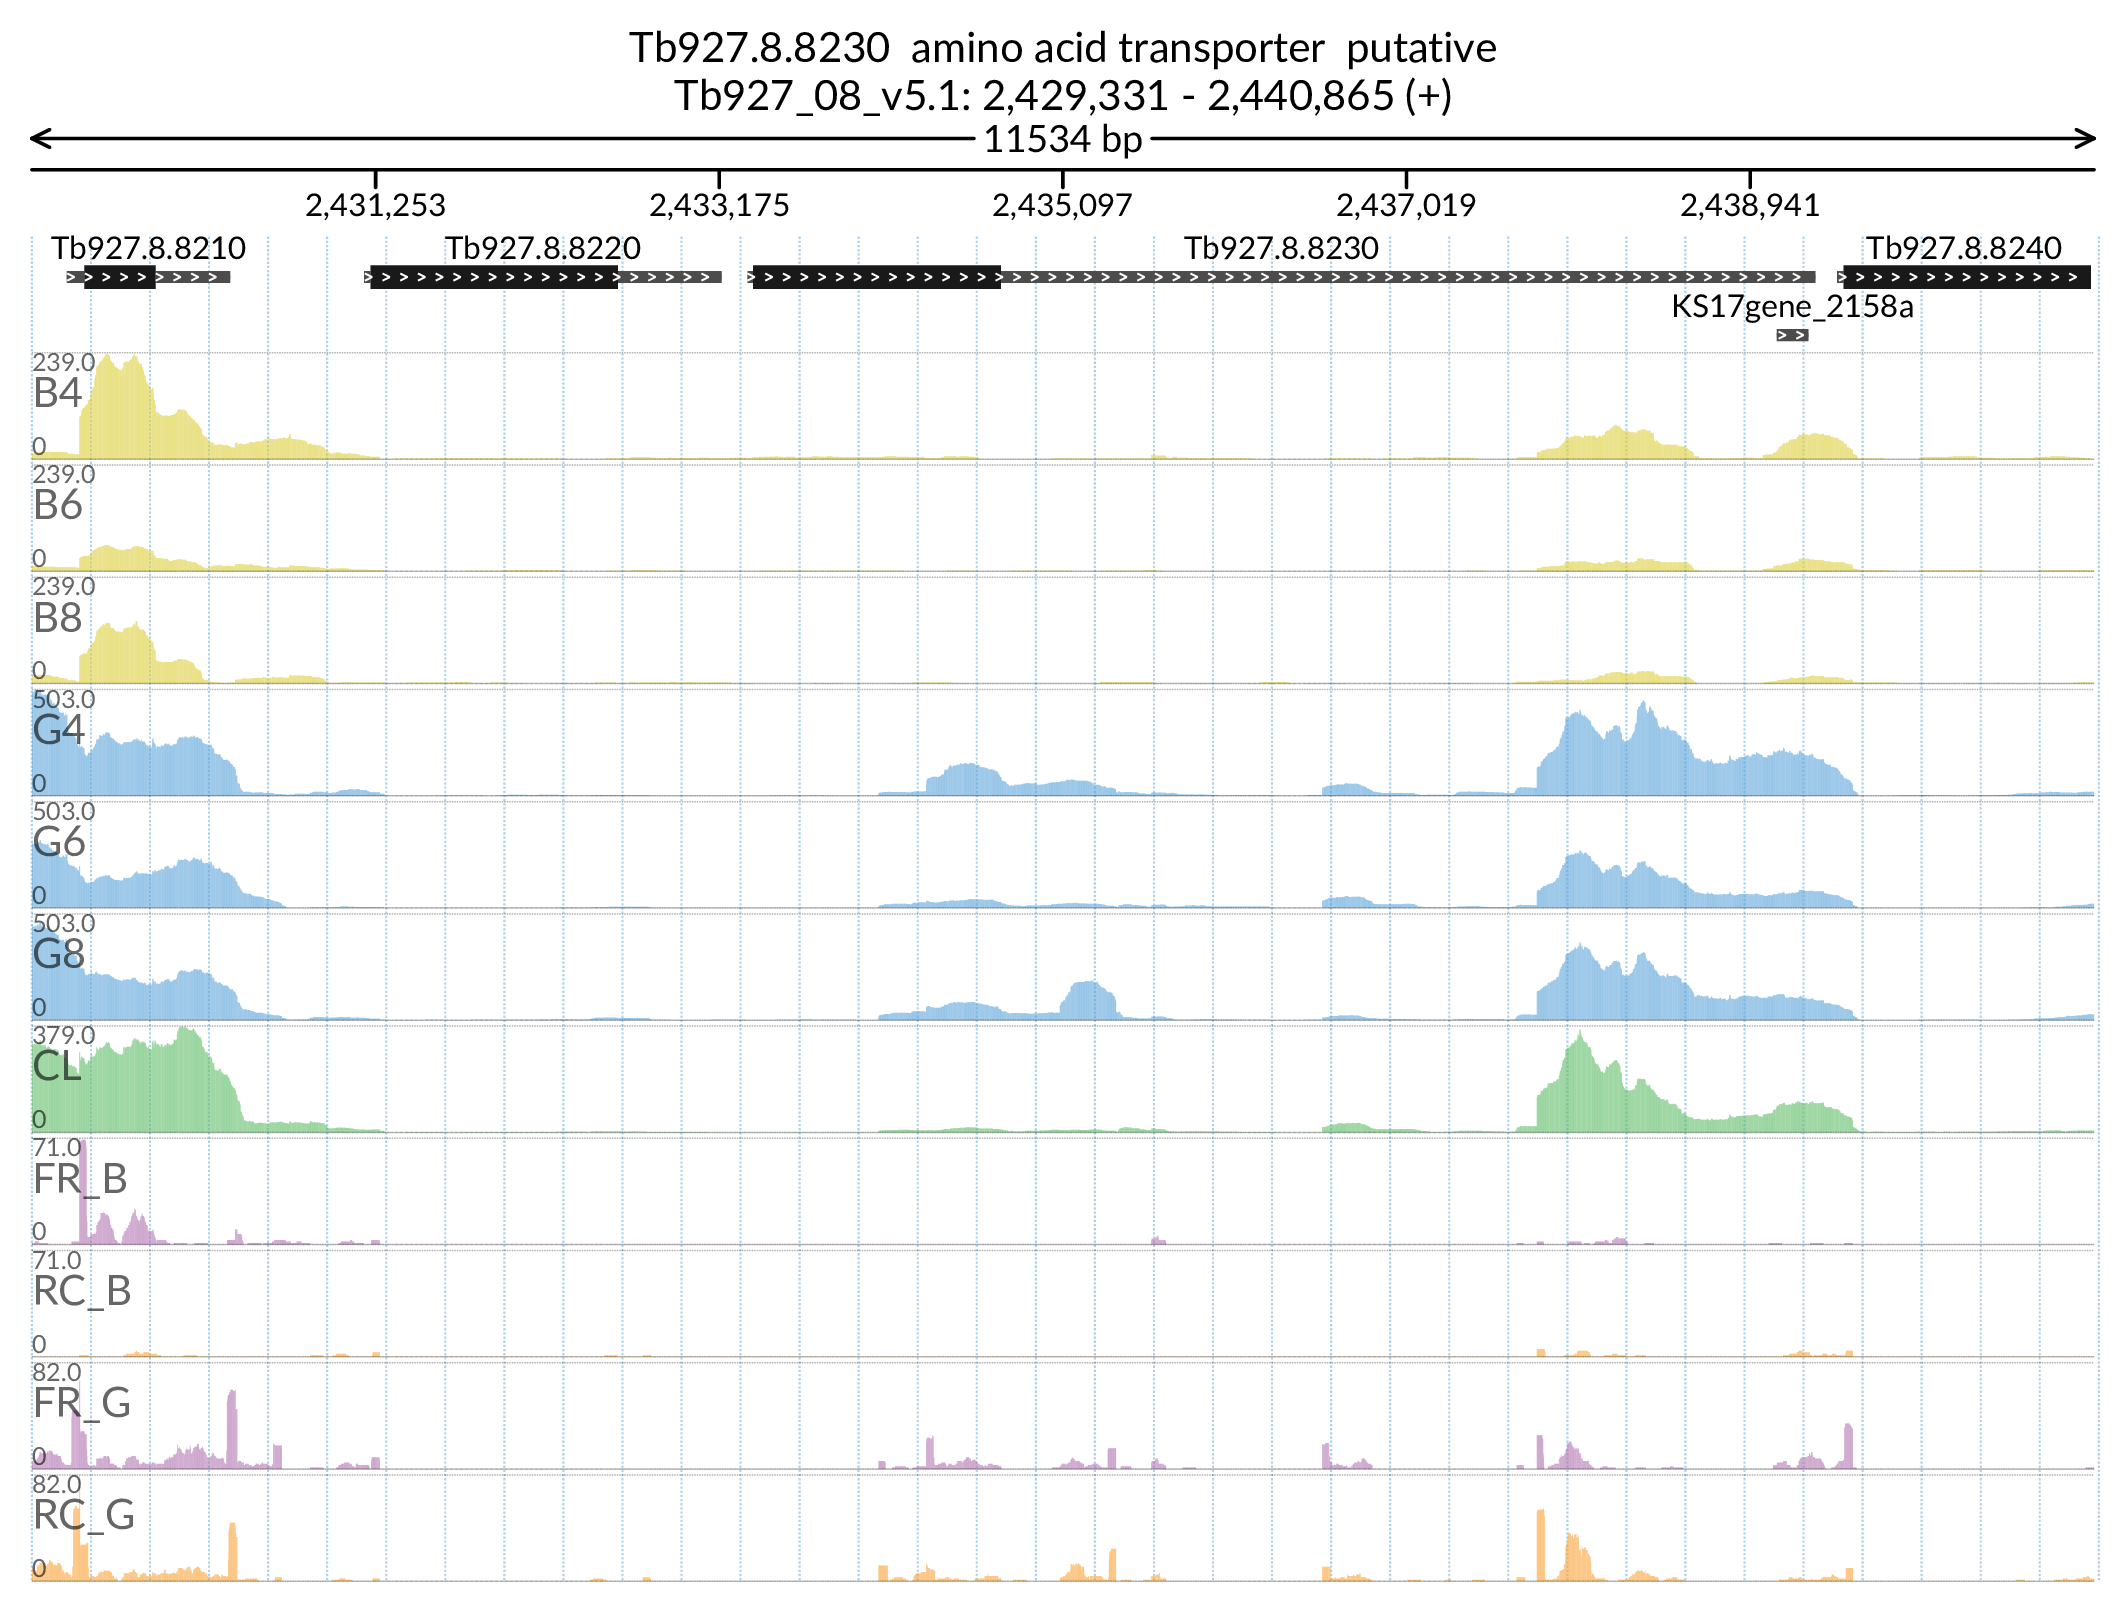 Tb927.8.8230 amino acid transporter putative
Tb927_08_v5.1: 2,429,331 - 2,440,865 (+)
11534 bp
2,431,253 2,433,175 2,435,097 2,437,019 2,438,941
Tb927.8.8210 Tb927.8.8220 Tb927.8.8230 Tb927.8.8240
KS17gene_2158a
239.0
B4
0
239.0
B6
0
239.0
B8
0
503.0
G4
0
503.0
G6
0
503.0
G8
0
379.0
CL
0
71.0
FR_B
0
71.0
RC_B
0
82.0
FR_G
0
82.0
RC_G
0